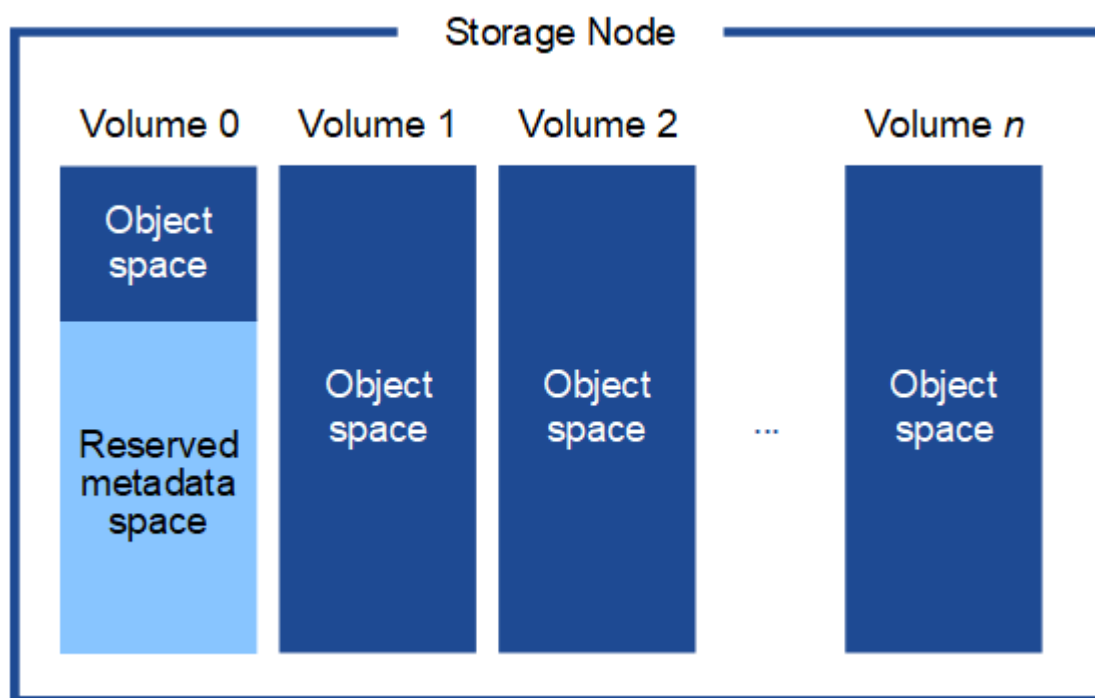 Storage Node
Volume 0
Volume 1
Volume 2
Volume n
Object
space
Reserved
metadata
space
Object
space
Object
space
...
Object
space